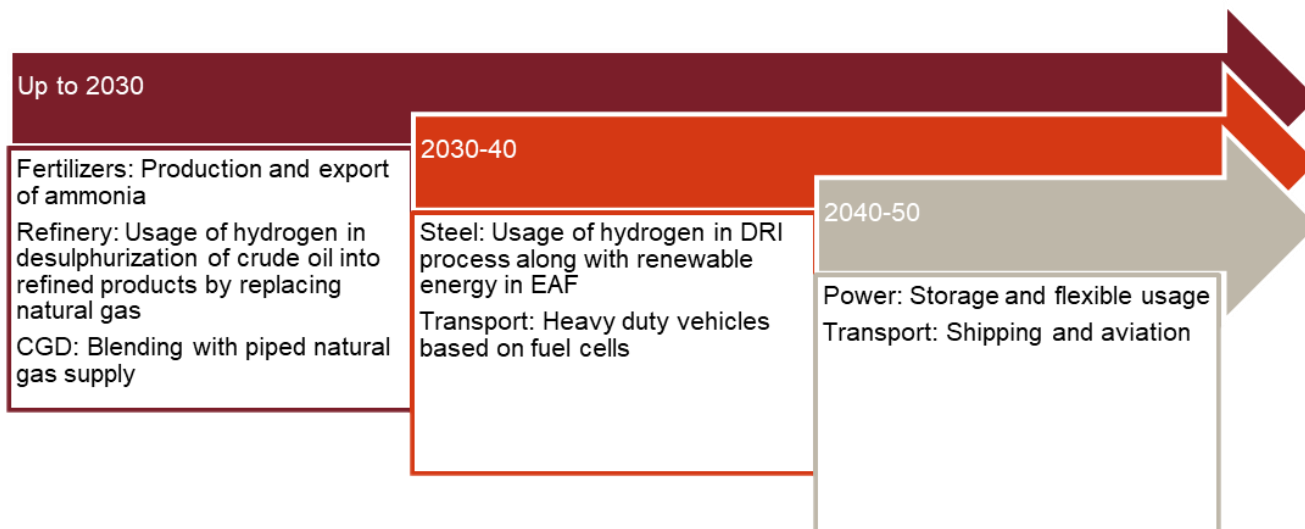 Up to 2030
Fertilizers: Production and export
of ammonia
Refinery: Usage of hydrogen in
desulphurization of crude oil into
refined products by replacing
natural gas
CGD: Blending with piped natural
gas supply
2030-40
Steel: Usage of hydrogen in DRI
process along with renewable
energy in EAF
Transport: Heavy duty vehicles
based on fuel cells
2040-50
Power: Storage and flexible usage
Transport: Shipping and aviation